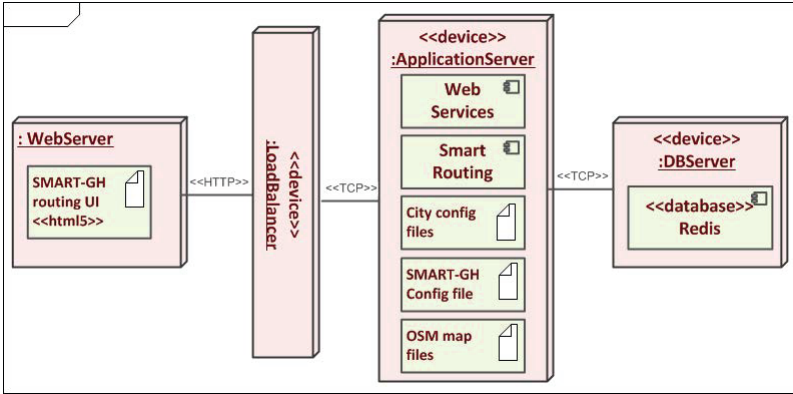 : WebServer
SMART-GH
routing UI
<<html5>>
<<HTTP>>
<<device>>
:LoadBalancer
<<TCP>>
<<device>>
:ApplicationServer
Web
Services
Smart
Routing
City config
files
SMART-GH
Config file
OSM map
files
<<TCP>>
<<device>>
:DBServer
<<database>>
Redis